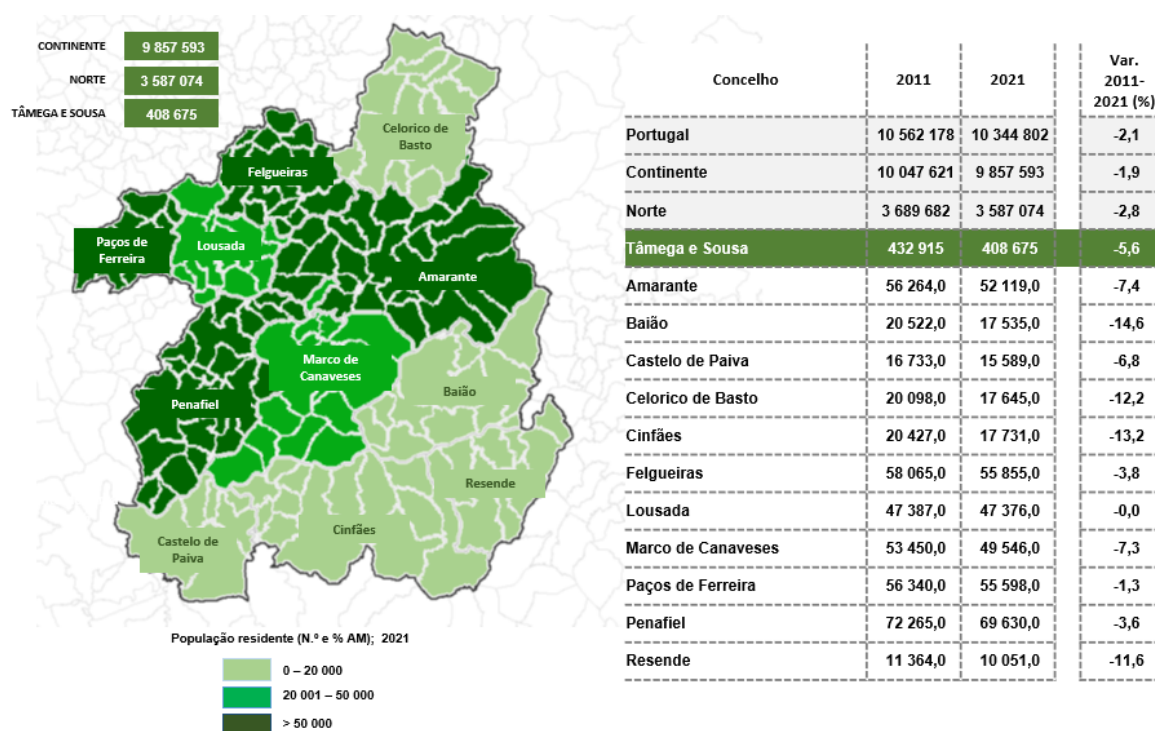 CONTINENTE 9 857 593
NORTE 3 587 074
TÂMEGA E SOUSA 408 675
Celorico de
Basto
Felgueiras
Paços de
Ferreira
Lousada
Amarante
Marco de
Canaveses
Baião
Penafiel
Resende
Cinfães
Castelo de
Paiva
População residente (N.º e % AM); 2021
0 – 20 000
20 001 – 50 000
> 50 000
Concelho 2011 2021 Var.
2011-
2021 (%)
Portugal 10 562 178 10 344 802 -2,1
Continente 10 047 621 9 857 593 -1,9
Norte 3 689 682 3 587 074 -2,8
Tâmega e Sousa 432 915 408 675 -5,6
Amarante 56 264,0 52 119,0 -7,4
Baião 20 522,0 17 535,0 -14,6
Castelo de Paiva 16 733,0 15 589,0 -6,8
Celorico de Basto 20 098,0 17 645,0 -12,2
Cinfães 20 427,0 17 731,0 -13,2
Felgueiras 58 065,0 55 855,0 -3,8
Lousada 47 387,0 47 376,0 -0,0
Marco de Canaveses 53 450,0 49 546,0 -7,3
Paços de Ferreira 56 340,0 55 598,0 -1,3
Penafiel 72 265,0 69 630,0 -3,6
Resende 11 364,0 10 051,0 -11,6